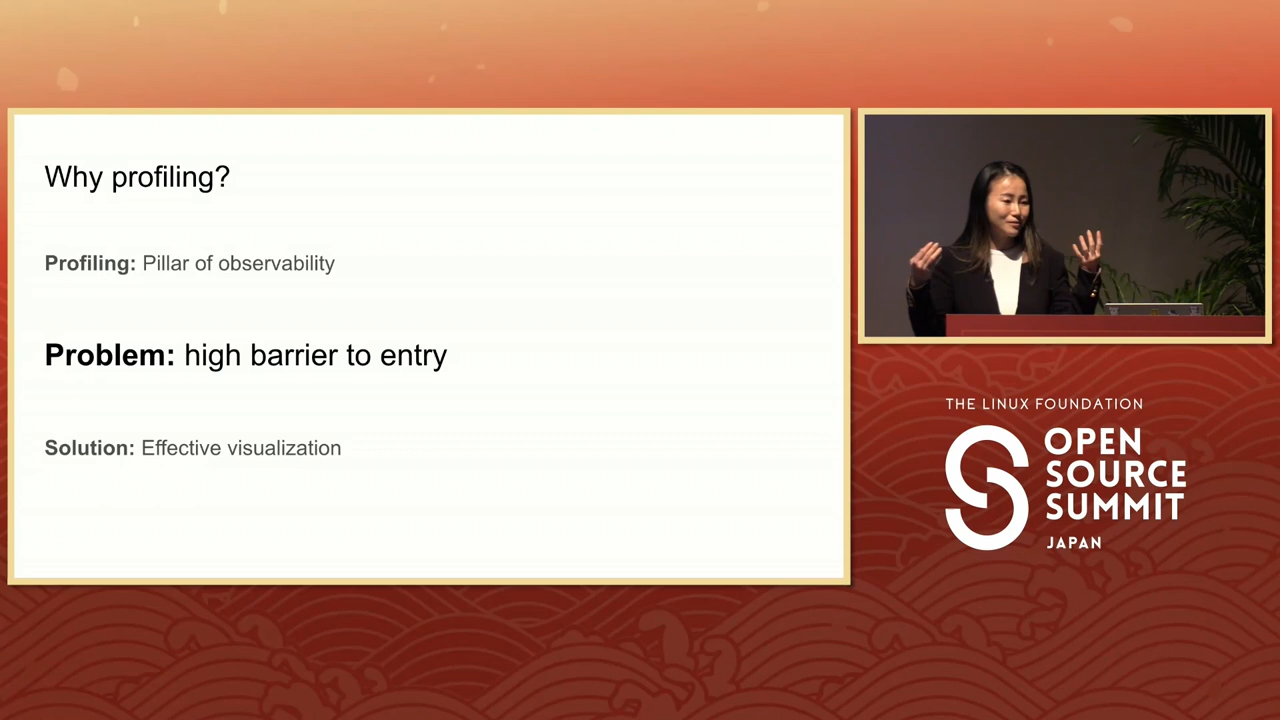 Why profiling?
Profiling: Pillar of observability
Problem: high barrier to entry
Solution: Effective visualization
THE LINUX FOUNDATION
OPEN
SOURCE
SUMMIT
JAPAN